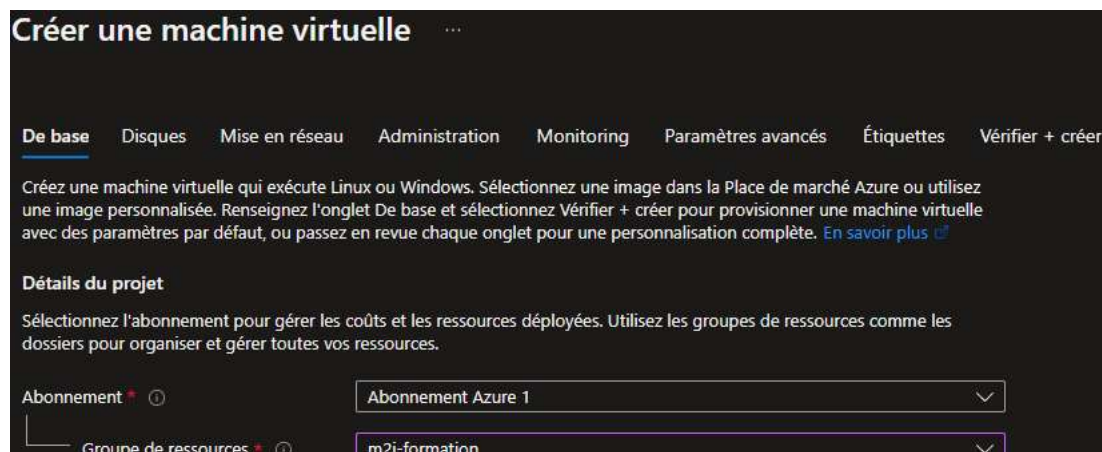 Créer une machine virtuelle ...
De base Disques Mise en réseau Administration Monitoring Paramètres avancés Étiquettes Vérifier + créer
Créez une machine virtuelle qui exécute Linux ou Windows. Sélectionnez une image dans la Place de marché Azure ou utilisez
une image personnalisée. Renseignez l'onglet De base et sélectionnez Vérifier + créer pour provisionner une machine virtuelle
avec des paramètres par défaut, ou passez en revue chaque onglet pour une personnalisation complète. En savoir plus
Détails du projet
Sélectionnez l'abonnement pour gérer les coûts et les ressources déployées. Utilisez les groupes de ressources comme les
dossiers pour organiser et gérer toutes vos ressources.
Abonnement * Abonnement Azure 1
Groupe de ressources * m2i-formation